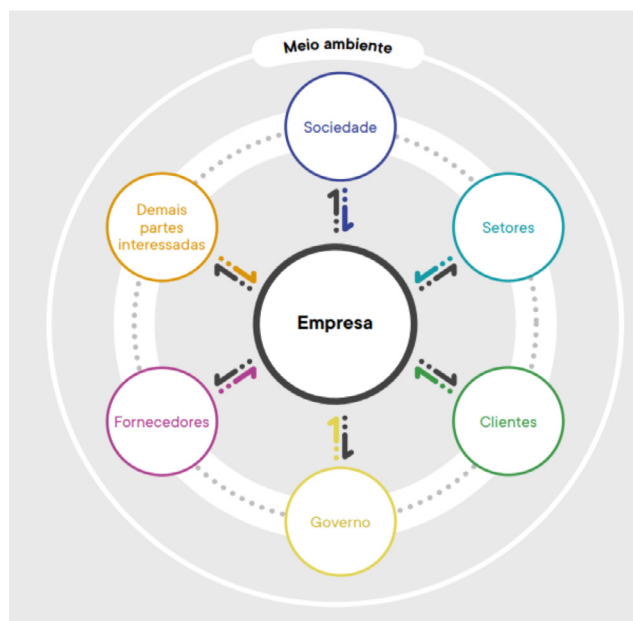 Meio ambiente
Sociedade
Demais
partes
interessadas
Setores
Empresa
Fornecedores
Clientes
Governo